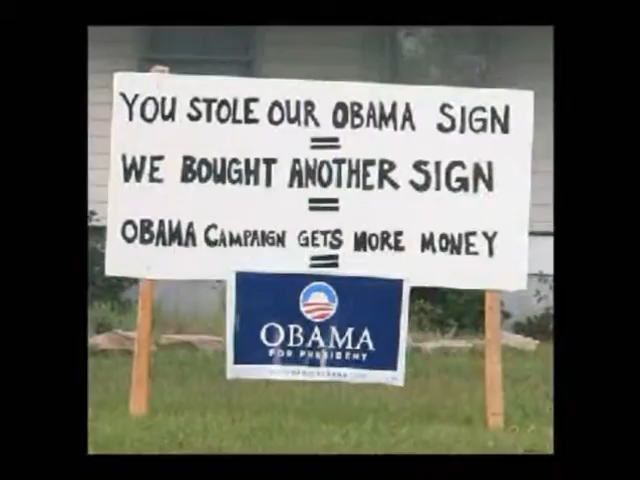 YOU STOLE OUR OBAMA SIGN
=
WE BOUGHT ANOTHER SIGN
=
OBAMA CAMPAIGN GETS MORE MONEY
=
OBAMA
FOR PRESIDENT